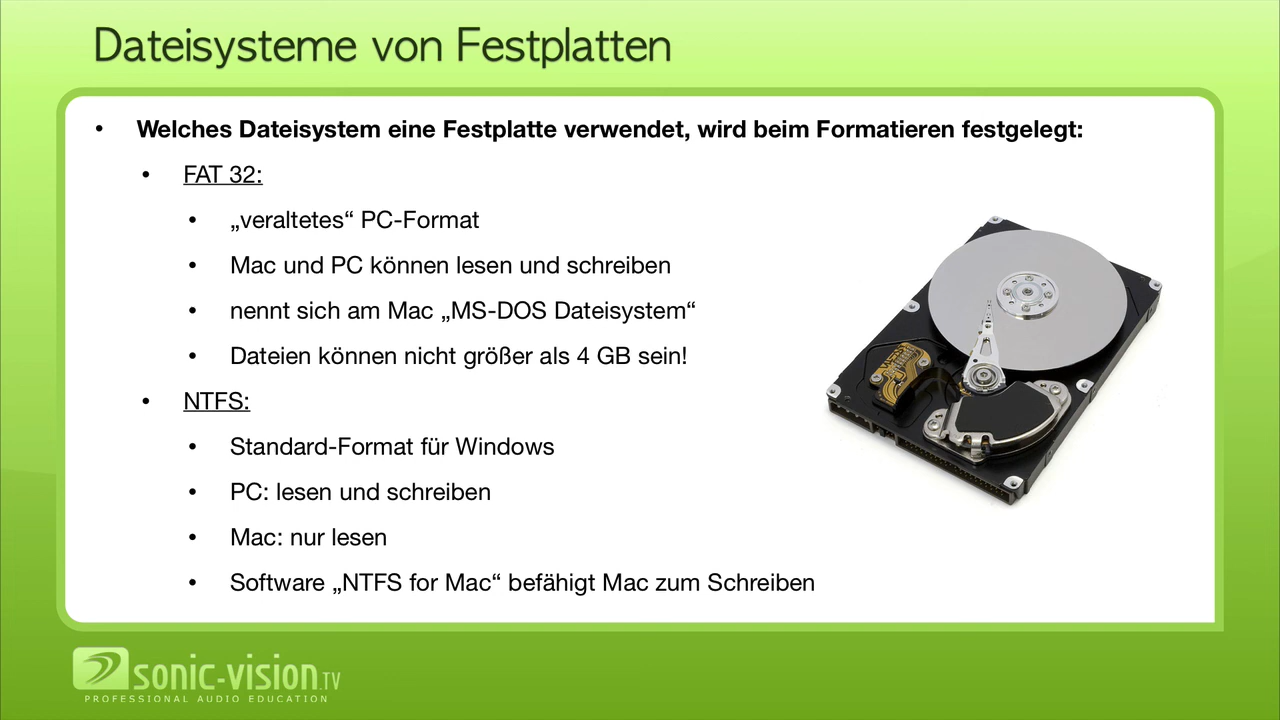 Dateisysteme von Festplatten
• Welches Dateisystem eine Festplatte verwendet, wird beim Formatieren festgelegt:
• FAT 32:
• „veraltetes“ PC-Format
• Mac und PC können lesen und schreiben
• nennt sich am Mac „MS-DOS Dateisystem“
• Dateien können nicht größer als 4 GB sein!
• NTFS:
• Standard-Format für Windows
• PC: lesen und schreiben
• Mac: nur lesen
• Software „NTFS for Mac“ befähigt Mac zum Schreiben
sonic-vision.TV
PROFESSIONAL AUDIO EDUCATION